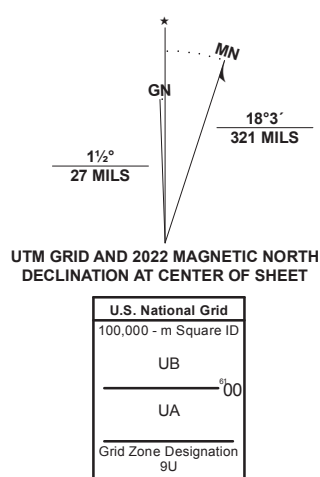 ★
MN
GN
18°3´
321 MILS
1½°
27 MILS
UTM GRID AND 2022 MAGNETIC NORTH
DECLINATION AT CENTER OF SHEET
U.S. National Grid
100,000 - m Square ID
UB
6100
UA
Grid Zone Designation
9U